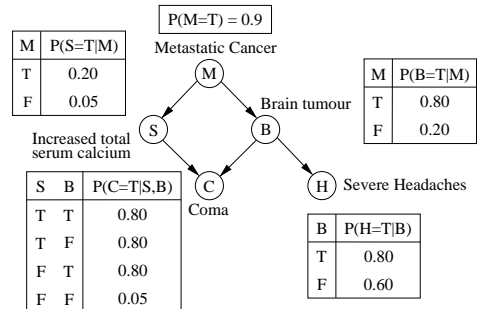 P(M=T) = 0.9
Metastatic Cancer
M P(S=T|M)
T 0.20
F 0.05
M
M P(B=T|M)
T 0.80
F 0.20
Brain tumour
S
B
Increased total
serum calcium
S B P(C=T|S,B)
T T 0.80
T F 0.80
F T 0.80
F F 0.05
C
Coma
H
Severe Headaches
B P(H=T|B)
T 0.80
F 0.60